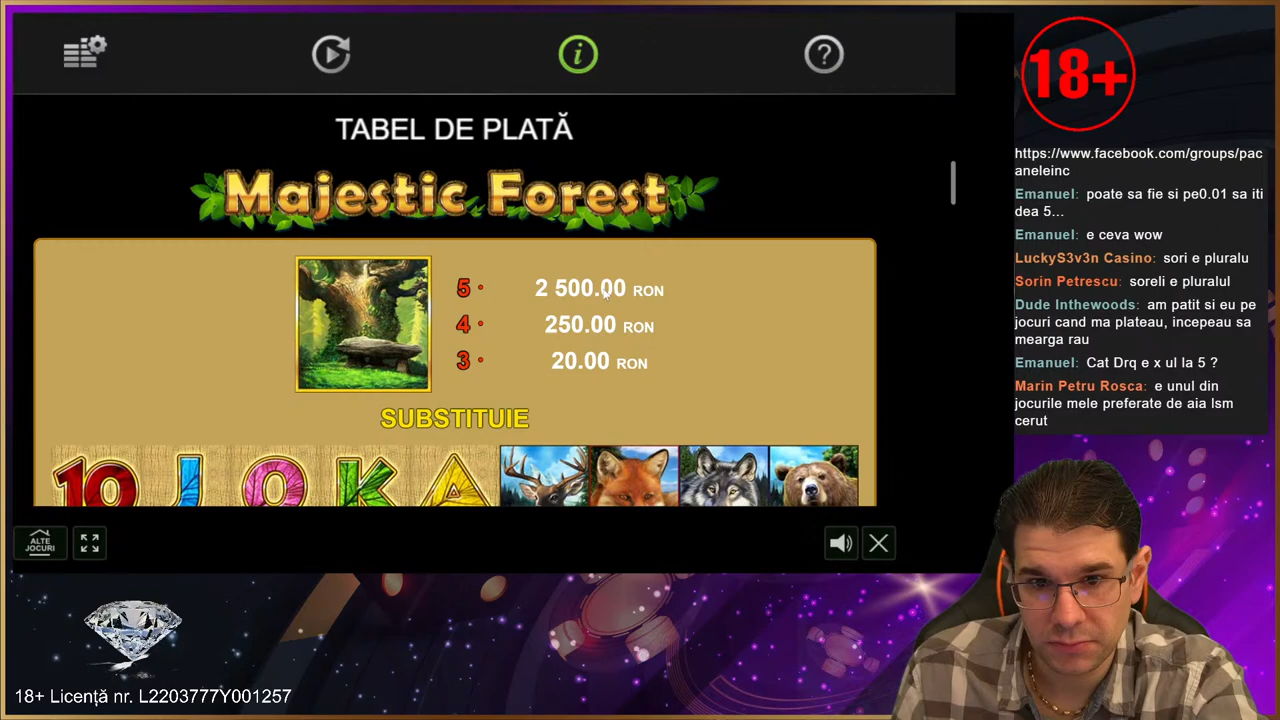 TABEL DE PLATĂ
Majestic Forest
5 · 2 500.00 RON
4 · 250.00 RON
3 · 20.00 RON
SUBSTITUIE
10 J Q K A
ALTE
JOCURI
18+ Licență nr. L2203777Y001257
18+
https://www.facebook.com/groups/pac
aneleinc
Emanuel: poate sa fie si pe0.01 sa iti
dea 5...
Emanuel: e ceva wow
LuckyS3v3n Casino: sori e pluralu
Sorin Petrescu: soreli e pluralul
Dude Inthewoods: am patit si eu pe
jocuri cand ma plateau, incepeau sa
mearga rau
Emanuel: Cat Drq e x ul la 5 ?
Marin Petru Rosca: e unul din
jocurile mele preferate de aia lsm
cerut